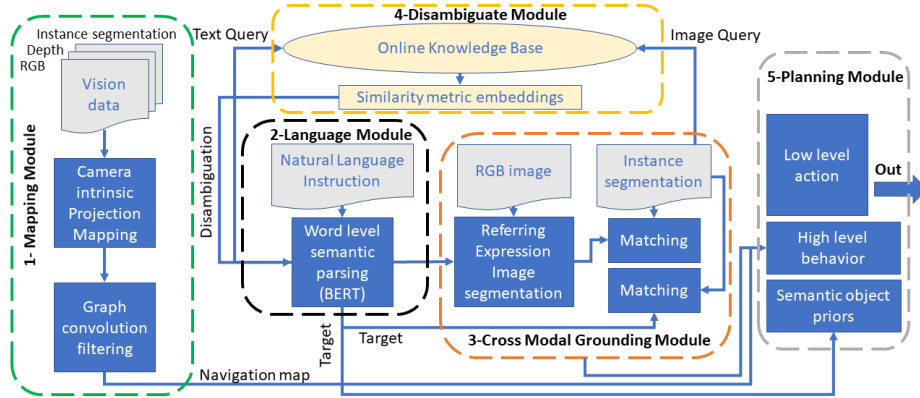 4-Disambiguate Module
Text Query
Online Knowledge Base
Image Query
Similarity metric embeddings
Instance segmentation
Depth
RGB
Vision
data
1- Mapping Module
Camera
intrinsic
Projection
Mapping
Graph
convolution
filtering
Navigation map
Disambiguation
2-Language Module
Natural Language
Instruction
Word level
semantic
parsing
(BERT)
Target
Target
RGB image
Instance
segmentation
Referring
Expression
Image
segmentation
Matching
Matching
3-Cross Modal Grounding Module
5-Planning Module
Low level
action
Out
High level
behavior
Semantic object
priors